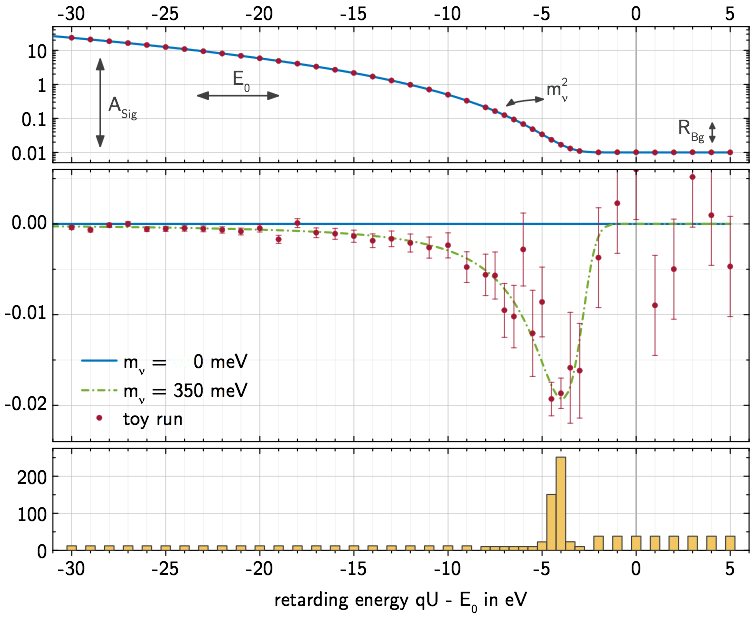 -30 -25 -20 -15 -10 -5 0 5
10
1
0.1
0.01
A_Sig
E_0
m_ν^2
R_Bg
0.00
-0.01
-0.02
m_ν = 0 meV
m_ν = 350 meV
toy run
200
100
0
-30 -25 -20 -15 -10 -5 0 5
retarding energy qU - E_0 in eV